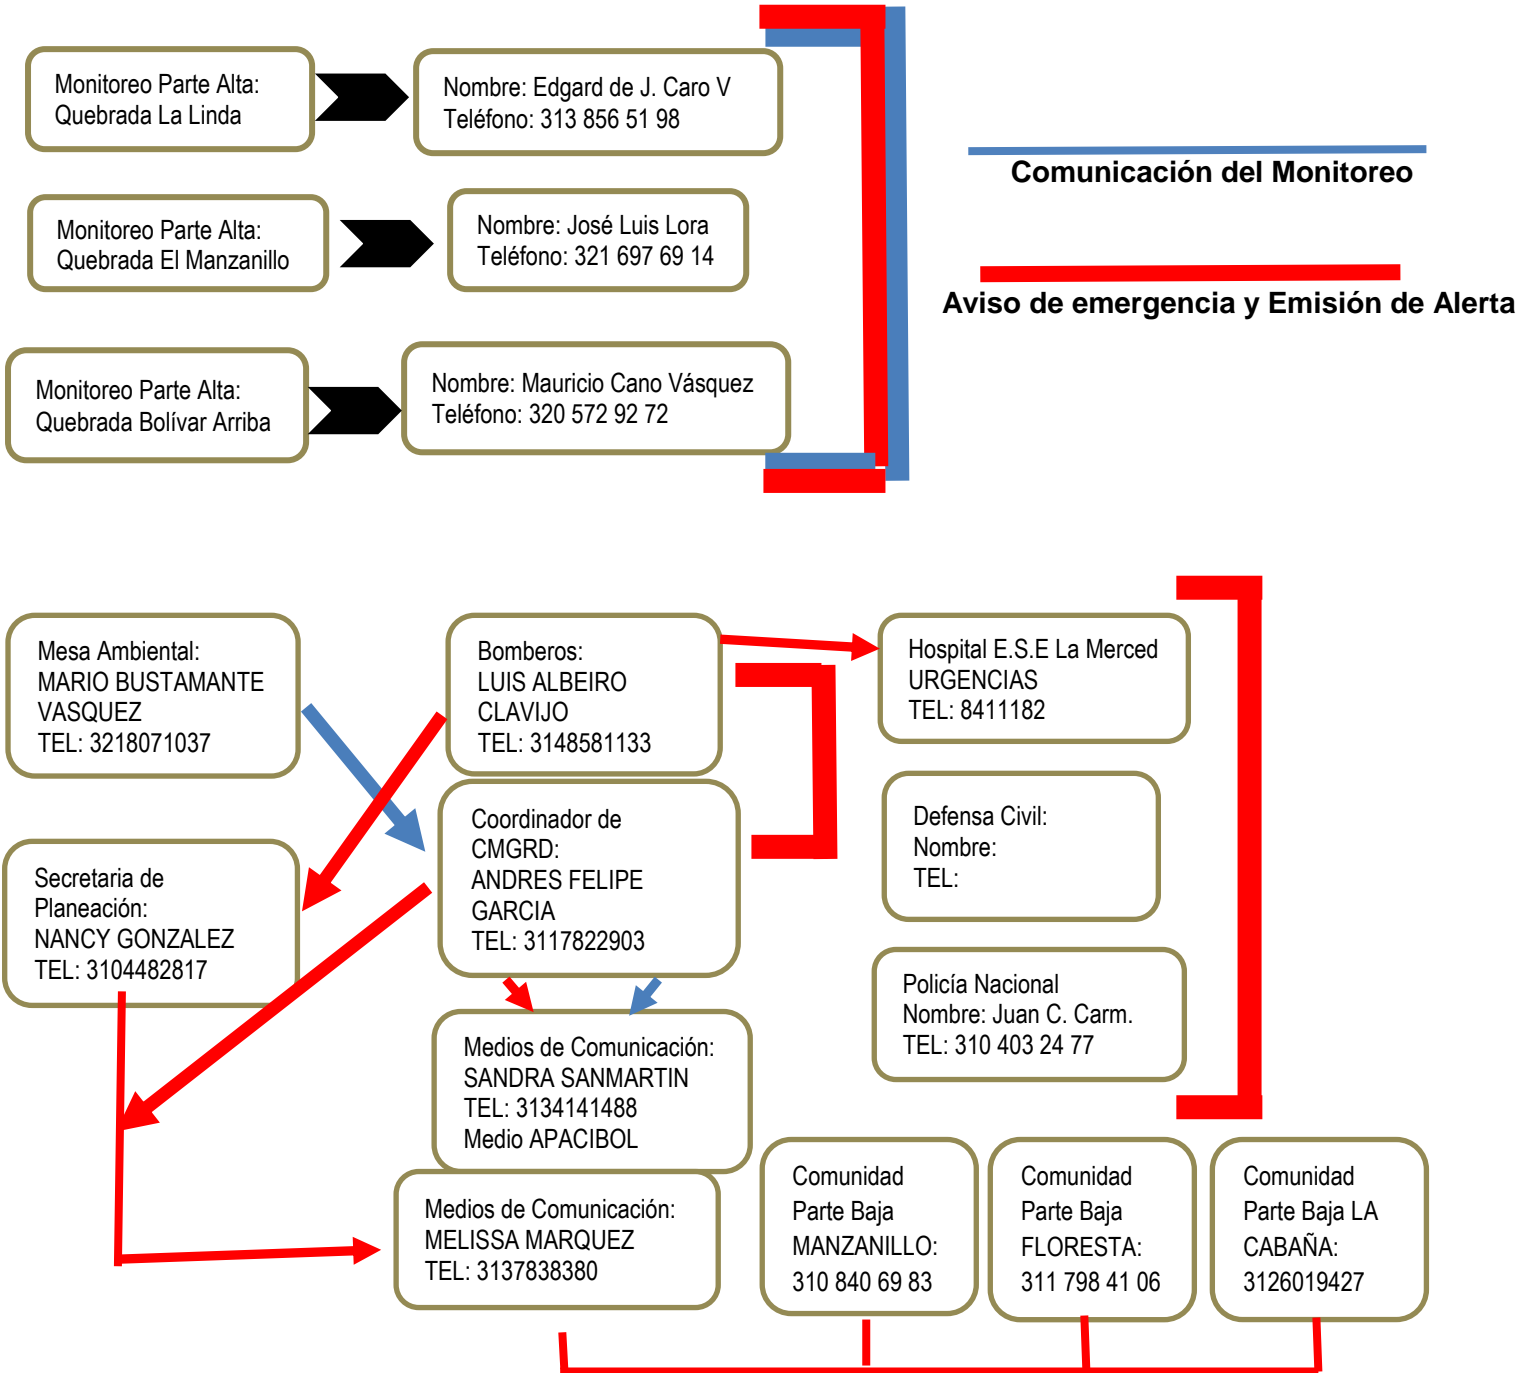 Monitoreo Parte Alta:
Quebrada La Linda
Nombre: Edgard de J. Caro V
Teléfono: 313 856 51 98
Comunicación del Monitoreo
Monitoreo Parte Alta:
Quebrada El Manzanillo
Nombre: José Luis Lora
Teléfono: 321 697 69 14
Aviso de emergencia y Emisión de Alerta
Monitoreo Parte Alta:
Quebrada Bolívar Arriba
Nombre: Mauricio Cano Vásquez
Teléfono: 320 572 92 72
Mesa Ambiental:
MARIO BUSTAMANTE
VASQUEZ
TEL: 3218071037
Bomberos:
LUIS ALBEIRO
CLAVIJO
TEL: 3148581133
Hospital E.S.E La Merced
URGENCIAS
TEL: 8411182
Coordinador de
CMGRD:
ANDRES FELIPE
GARCIA
TEL: 3117822903
Defensa Civil:
Nombre:
TEL:
Secretaria de
Planeación:
NANCY GONZALEZ
TEL: 3104482817
Policía Nacional
Nombre: Juan C. Carm.
TEL: 310 403 24 77
Medios de Comunicación:
SANDRA SANMARTIN
TEL: 3134141488
Medio APACIBOL
Medios de Comunicación:
MELISSA MARQUEZ
TEL: 3137838380
Comunidad
Parte Baja
MANZANILLO:
310 840 69 83
Comunidad
Parte Baja
FLORESTA:
311 798 41 06
Comunidad
Parte Baja LA
CABAÑA:
3126019427